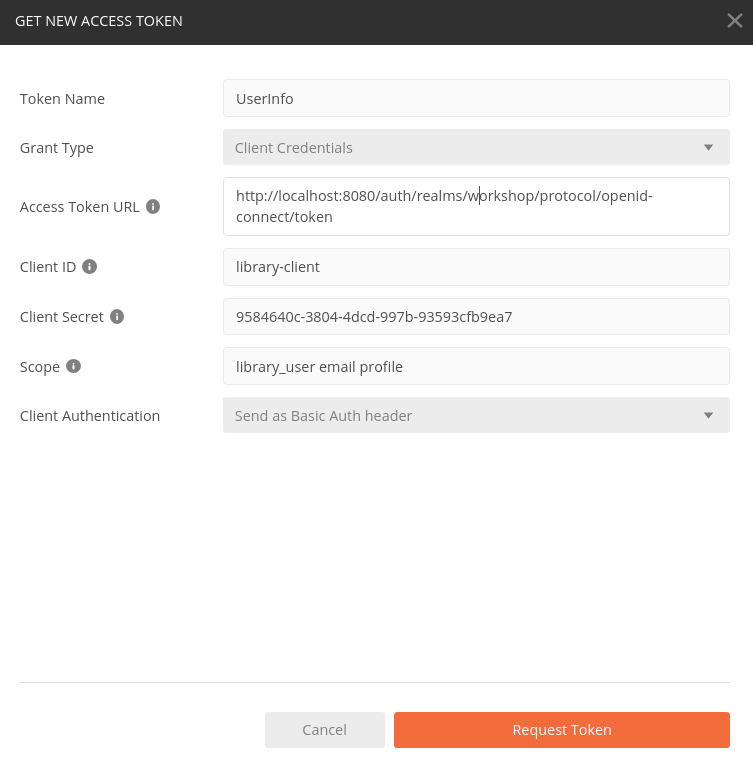 GET NEW ACCESS TOKEN
Token Name
UserInfo
Grant Type
Client Credentials
Access Token URL
http://localhost:8080/auth/realms/workshop/protocol/openid-
connect/token
Client ID
library-client
Client Secret
9584640c-3804-4dcd-997b-93593cfb9ea7
Scope
library_user email profile
Client Authentication
Send as Basic Auth header
Cancel
Request Token